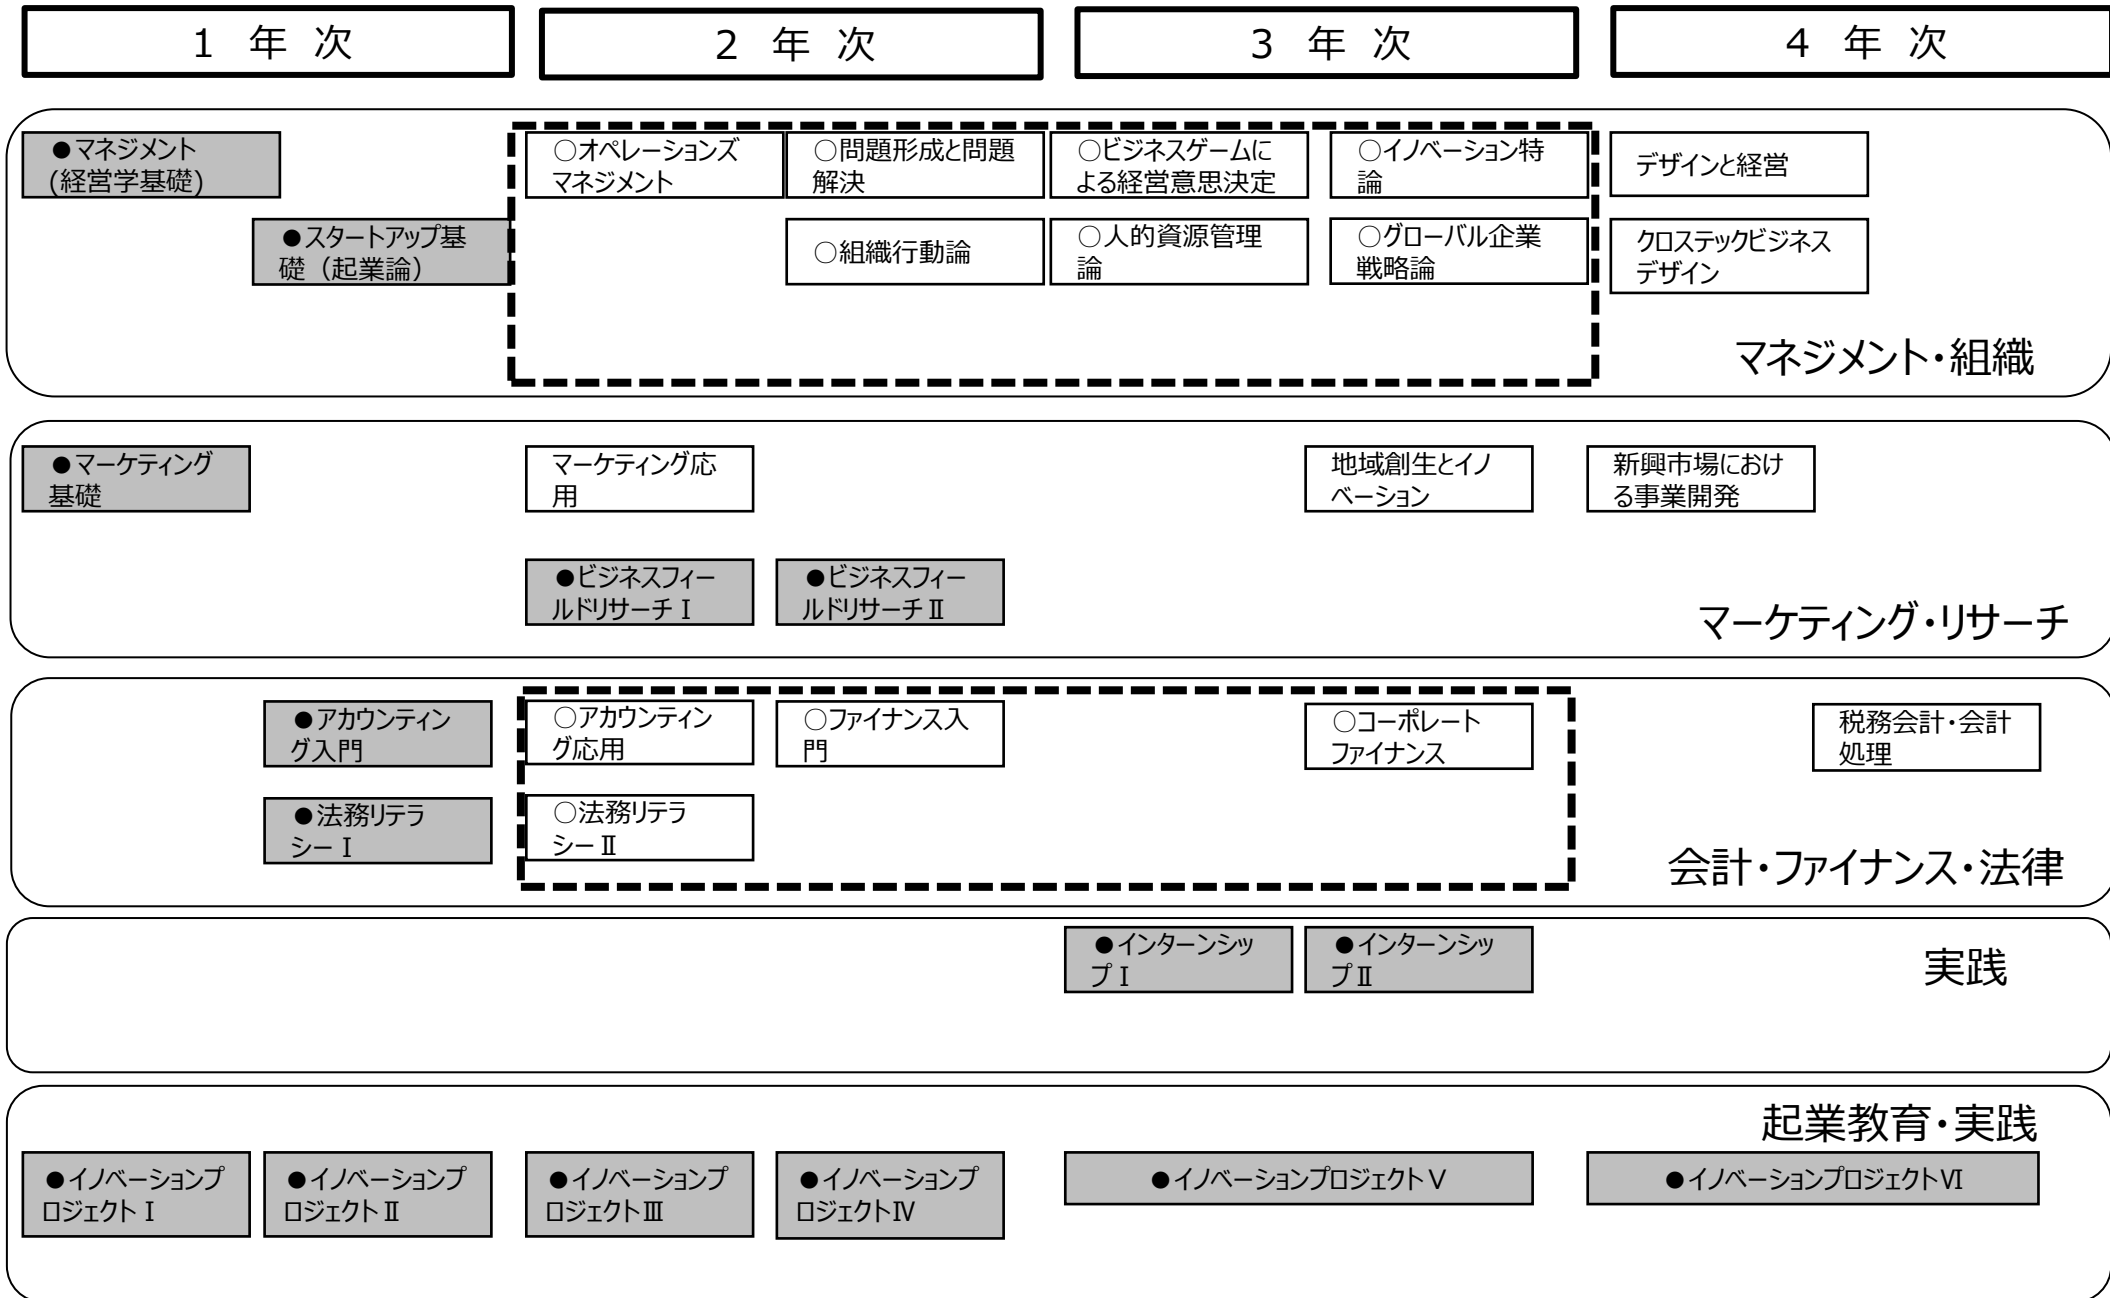 1 年 次
2 年 次
3 年 次
4 年 次
●マネジメント
(経営学基礎)
○オペレーションズ
マネジメント
○問題形成と問題
解決
○ビジネスゲームに
よる経営意思決定
○イノベーション特
論
デザインと経営
●スタートアップ基
礎（起業論）
○組織行動論
○人的資源管理
論
○グローバル企業
戦略論
クロステックビジネス
デザイン
マネジメント・組織
●マーケティング
基礎
マーケティング応
用
地域創生とイノ
ベーション
新興市場におけ
る事業開発
●ビジネスフィー
ルドリサーチⅠ
●ビジネスフィー
ルドリサーチⅡ
マーケティング・リサーチ
●アカウンティン
グ入門
○アカウンティン
グ応用
○ファイナンス入
門
○コーポレート
ファイナンス
税務会計・会計
処理
●法務リテラ
シーⅠ
○法務リテラ
シーⅡ
会計・ファイナンス・法律
●インターンシッ
プⅠ
●インターンシッ
プⅡ
実践
起業教育・実践
●イノベーションプ
ロジェクトⅠ
●イノベーションプ
ロジェクトⅡ
●イノベーションプ
ロジェクトⅢ
●イノベーションプ
ロジェクトⅣ
●イノベーションプロジェクトⅤ
●イノベーションプロジェクトⅥ